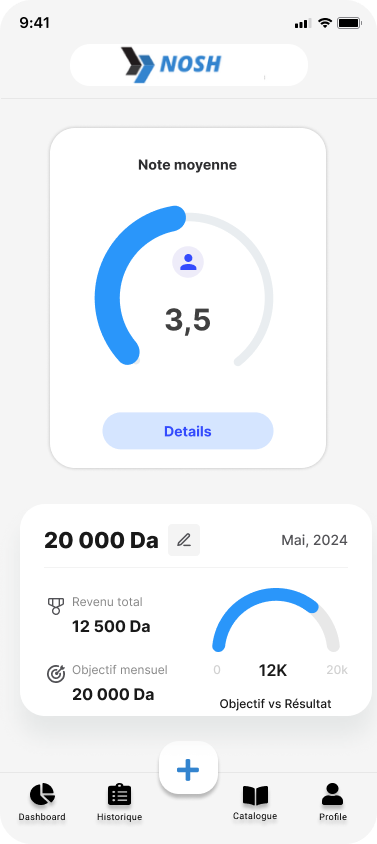 9:41
NOSH
Note moyenne
3,5
Details
20 000 Da
Mai, 2024
Revenu total
12 500 Da
Objectif mensuel
20 000 Da
0
12K
20k
Objectif vs Résultat
Dashboard
Historique
Catalogue
Profile